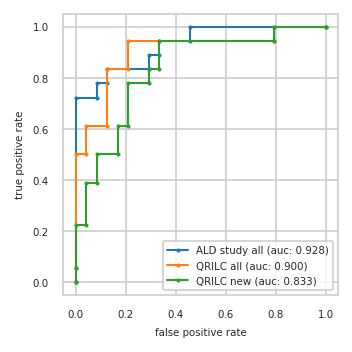 1.0
0.8
0.6
0.4
0.2
0.0
true positive rate
ALD study all (auc: 0.928)
QRILC all (auc: 0.900)
QRILC new (auc: 0.833)
0.0 0.2 0.4 0.6 0.8 1.0
false positive rate